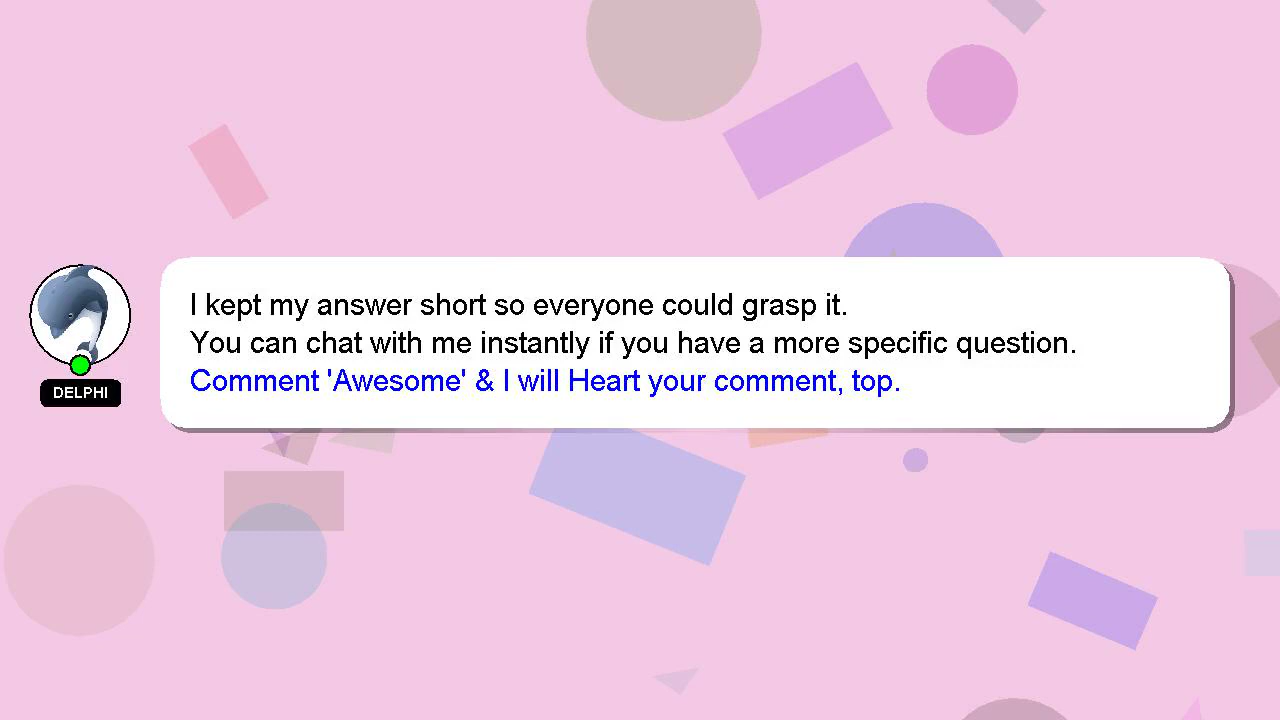 I kept my answer short so everyone could grasp it.
You can chat with me instantly if you have a more specific question.
Comment 'Awesome' & I will Heart your comment, top.
DELPHI